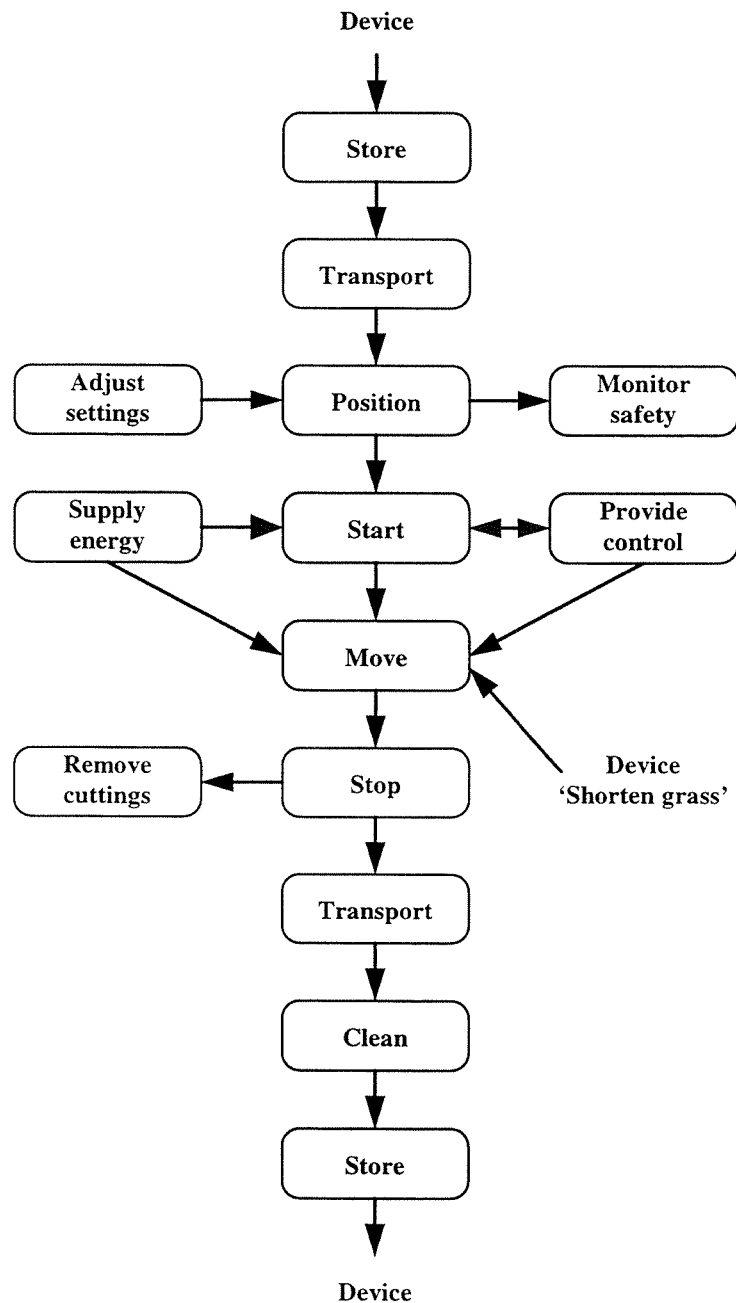 Device
Store
Transport
Adjust
settings
Position
Monitor
safety
Supply
energy
Start
Provide
control
Move
Remove
cuttings
Stop
Device
‘Shorten grass’
Transport
Clean
Store
Device